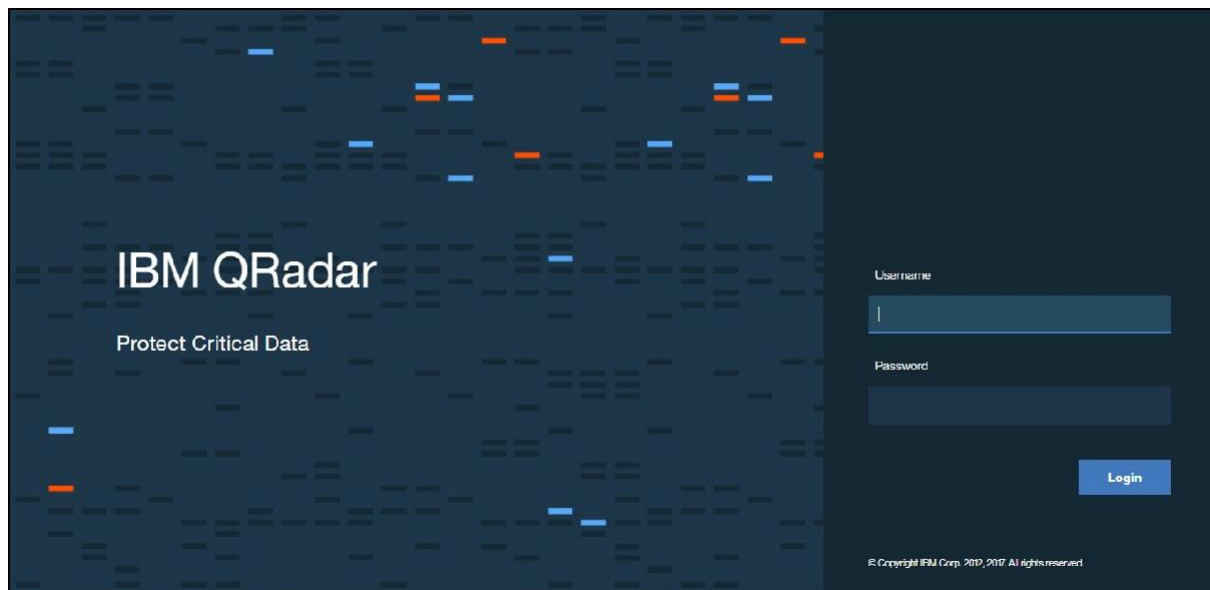 IBM QRadar
Protect Critical Data
Username
Password
Login
© Copyright IBM Corp. 2012, 2017. All rights reserved.